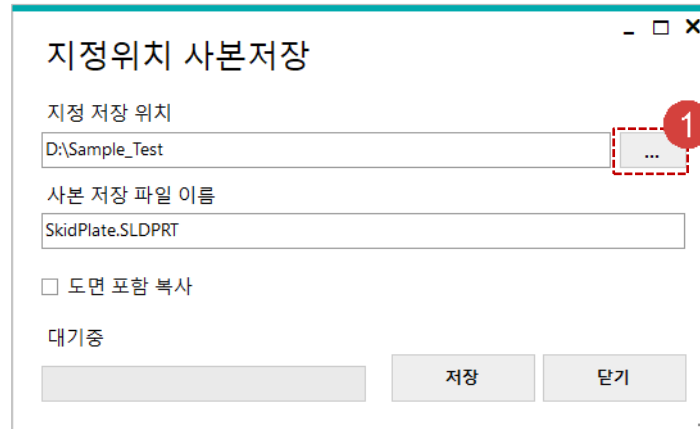 지정위치 사본저장
지정 저장 위치
1
D:\Sample_Test
...
사본 저장 파일 이름
SkidPlate.SLDPRT
도면 포함 복사
대기중
저장
닫기